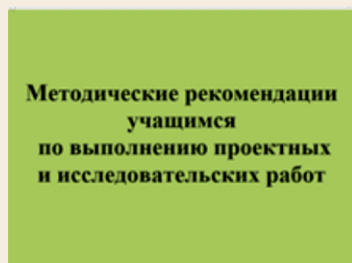 Методические рекомендации
учащимся
по выполнению проектных
и исследовательских работ